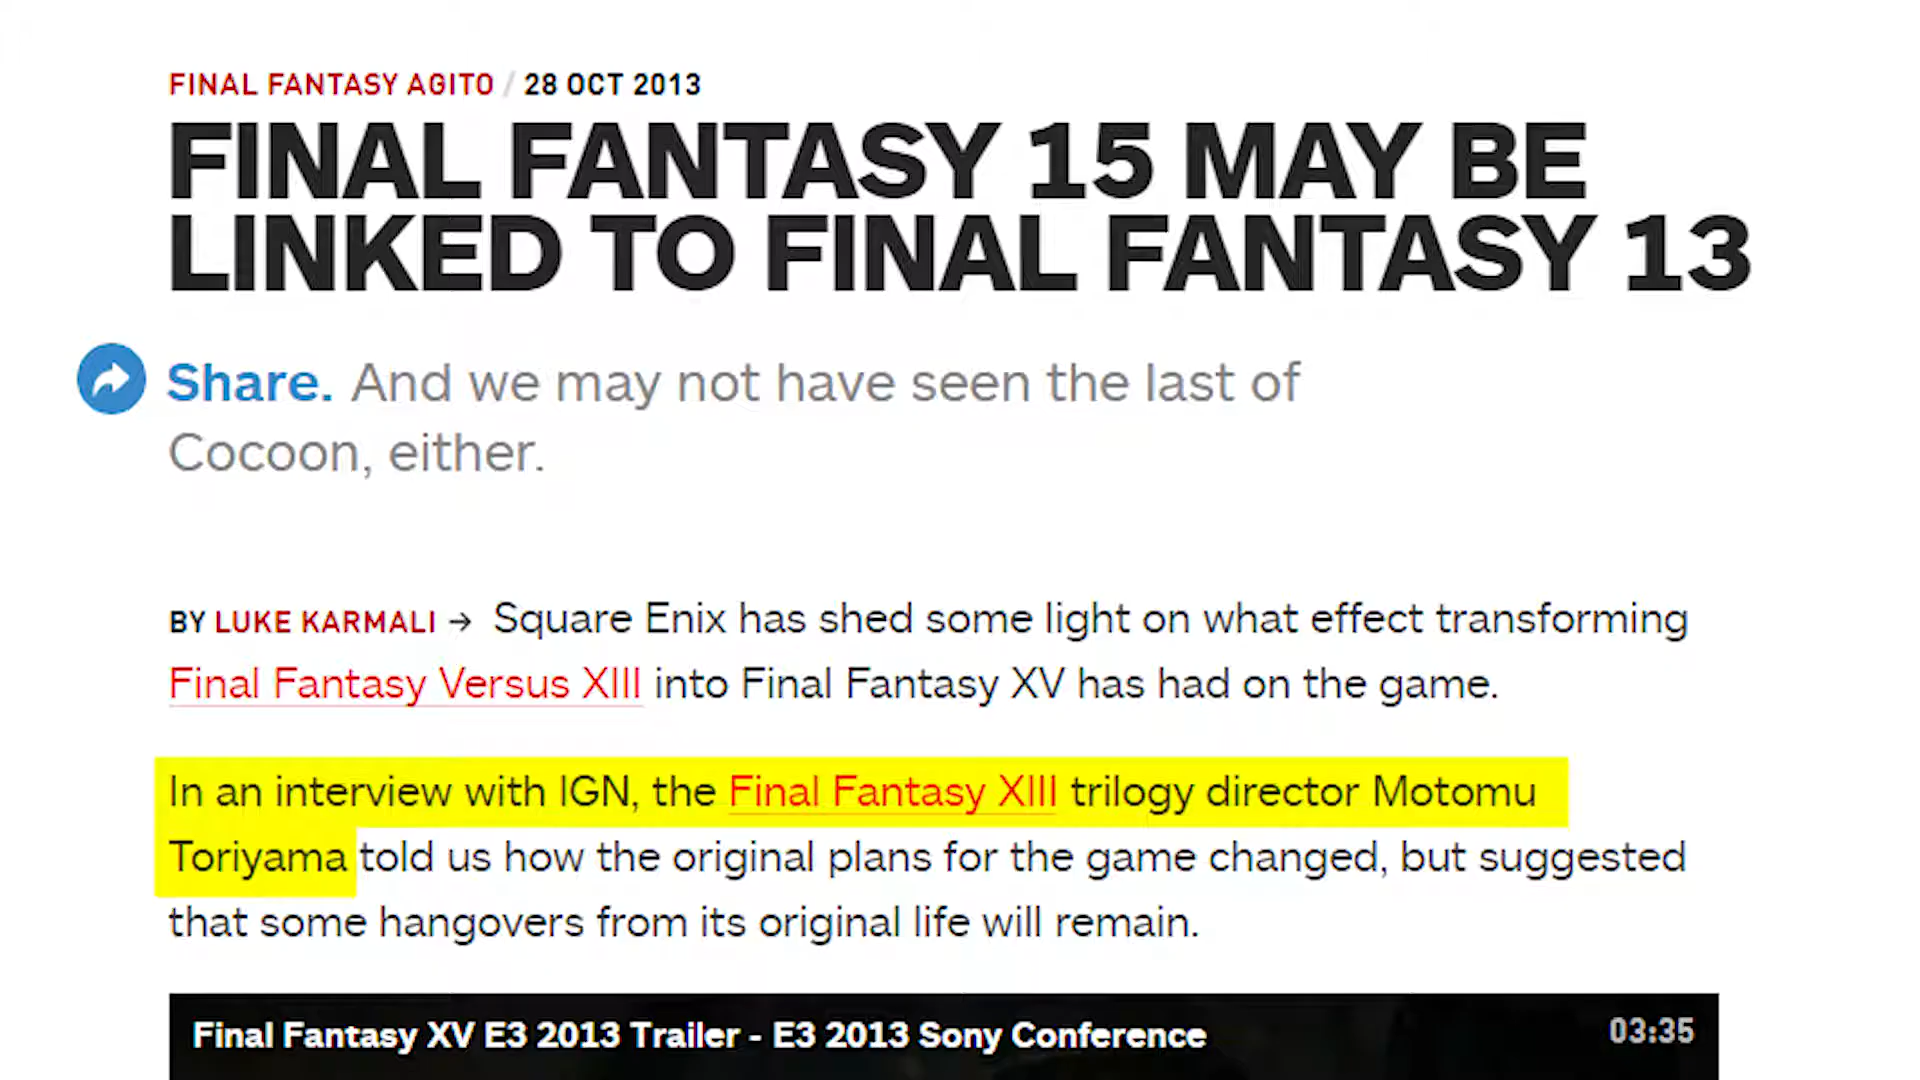 FINAL FANTASY AGITO / 28 OCT 2013
FINAL FANTASY 15 MAY BE
LINKED TO FINAL FANTASY 13
Share. And we may not have seen the last of
Cocoon, either.
BY LUKE KARMALI → Square Enix has shed some light on what effect transforming
Final Fantasy Versus XIII into Final Fantasy XV has had on the game.
In an interview with IGN, the Final Fantasy XIII trilogy director Motomu
Toriyama told us how the original plans for the game changed, but suggested
that some hangovers from its original life will remain.
Final Fantasy XV E3 2013 Trailer - E3 2013 Sony Conference 03:35